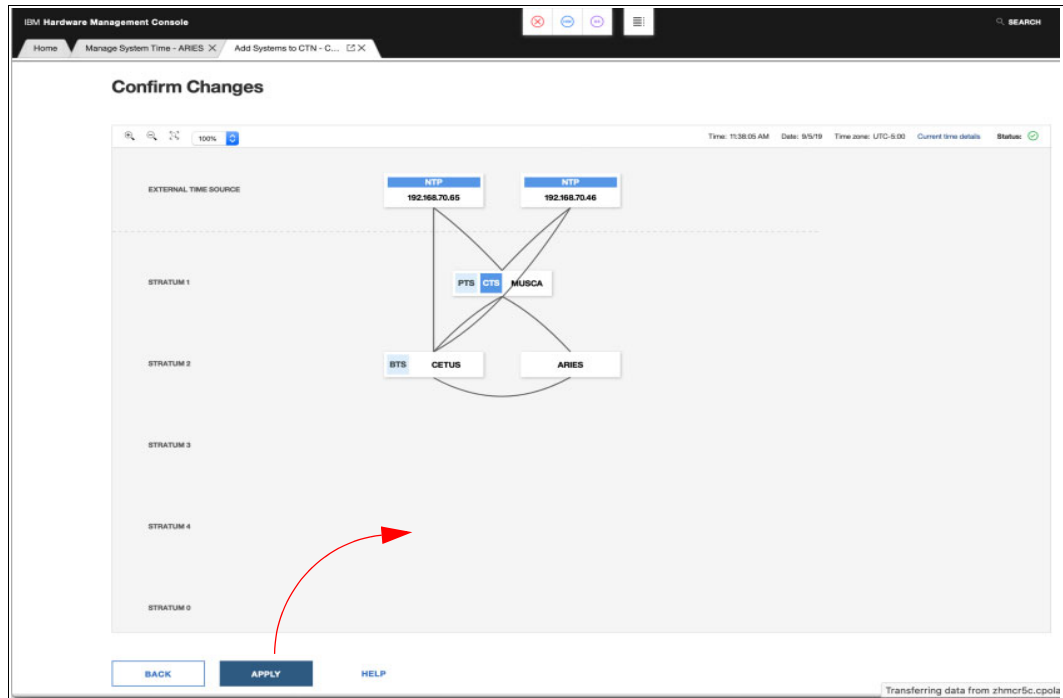 IBM Hardware Management Console
SEARCH
Home
Manage System Time - ARIES
Add Systems to CTN - C...
Confirm Changes
100%
Time: 11:38:05 AM Date: 9/5/19 Time zone: UTC-5:00 Current time details Status:
EXTERNAL TIME SOURCE
NTP
192.168.70.65
NTP
192.168.70.46
STRATUM 1
PTS CTS MUSCA
STRATUM 2
BTS CETUS
ARIES
STRATUM 3
STRATUM 4
STRATUM 0
BACK
APPLY
HELP
Transferring data from zhmcr5c.cpola